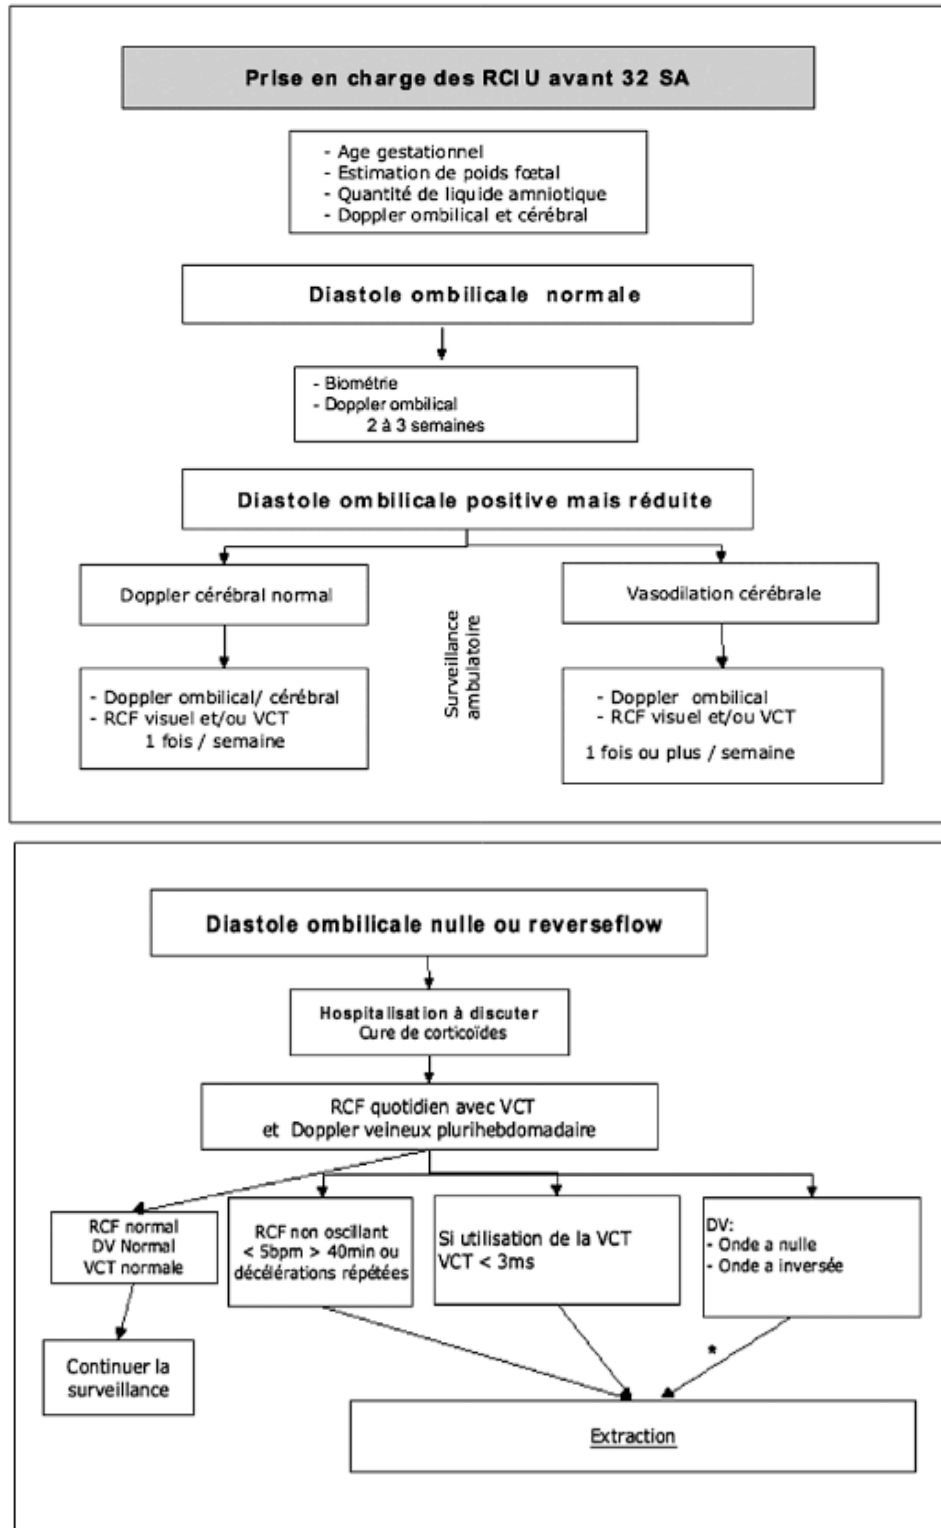 Prise en charge des RCIU avant 32 SA
- Age gestationnel
- Estimation de poids fœtal
- Quantité de liquide amniotique
- Doppler ombilical et cérébral
Diastole ombilicale normale
- Biométrie
- Doppler ombilical
2 à 3 semaines
Diastole ombilicale positive mais réduite
Doppler cérébral normal
Vasodilation cérébrale
Surveillance
ambulatoire
- Doppler ombilical/ cérébral
- RCF visuel et/ou VCT
1 fois / semaine
- Doppler ombilical
- RCF visuel et/ou VCT
1 fois ou plus / semaine
Diastole ombilicale nulle ou reverseflow
Hospitalisation à discuter
Cure de corticoïdes
RCF quotidien avec VCT
et Doppler veineux plurihebdomadaire
RCF normal
DV Normal
VCT normale
RCF non oscillant
< 5bpm > 40min ou
décélérations répétées
Si utilisation de la VCT
VCT < 3ms
DV:
- Onde a nulle
- Onde a inversée
*
Continuer la
surveillance
Extraction